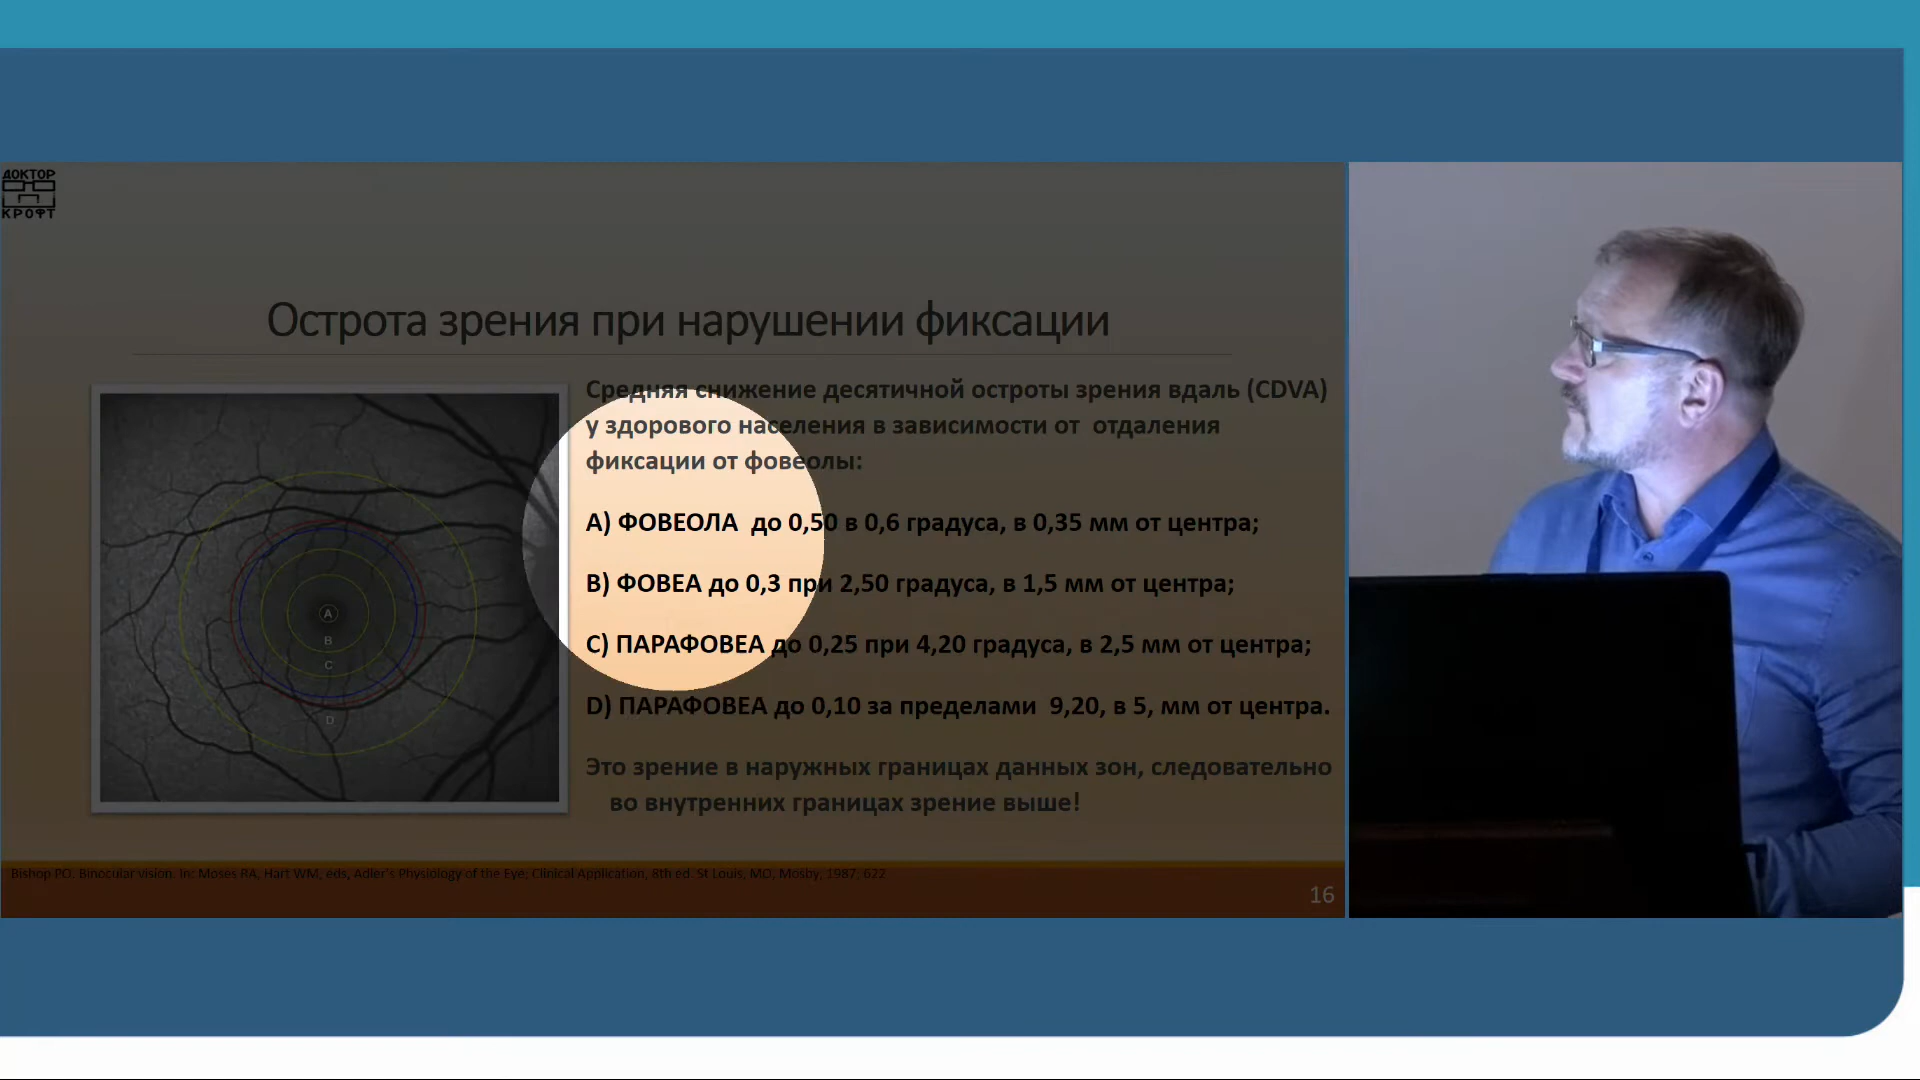 ДОКТОР
КРОФТ
Острота зрения при нарушении фиксации
Средняя снижение десятичной остроты зрения вдаль (CDVA)
у здорового населения в зависимости от отдаления
фиксации от фовеолы:
A) ФОВЕОЛА до 0,50 в 0,6 градуса, в 0,35 мм от центра;
B) ФОВЕА до 0,3 при 2,50 градуса, в 1,5 мм от центра;
C) ПАРАФОВЕА до 0,25 при 4,20 градуса, в 2,5 мм от центра;
D) ПАРАФОВЕА до 0,10 за пределами 9,20, в 5, мм от центра.
Это зрение в наружных границах данных зон, следовательно
во внутренних границах зрение выше!
A
B
C
D
Bishop PO. Binocular vision. In: Moses RA, Hart WM, eds, Adler's Physiology of the Eye; Clinical Application, 8th ed. St Louis, MO, Mosby, 1987; 622
16